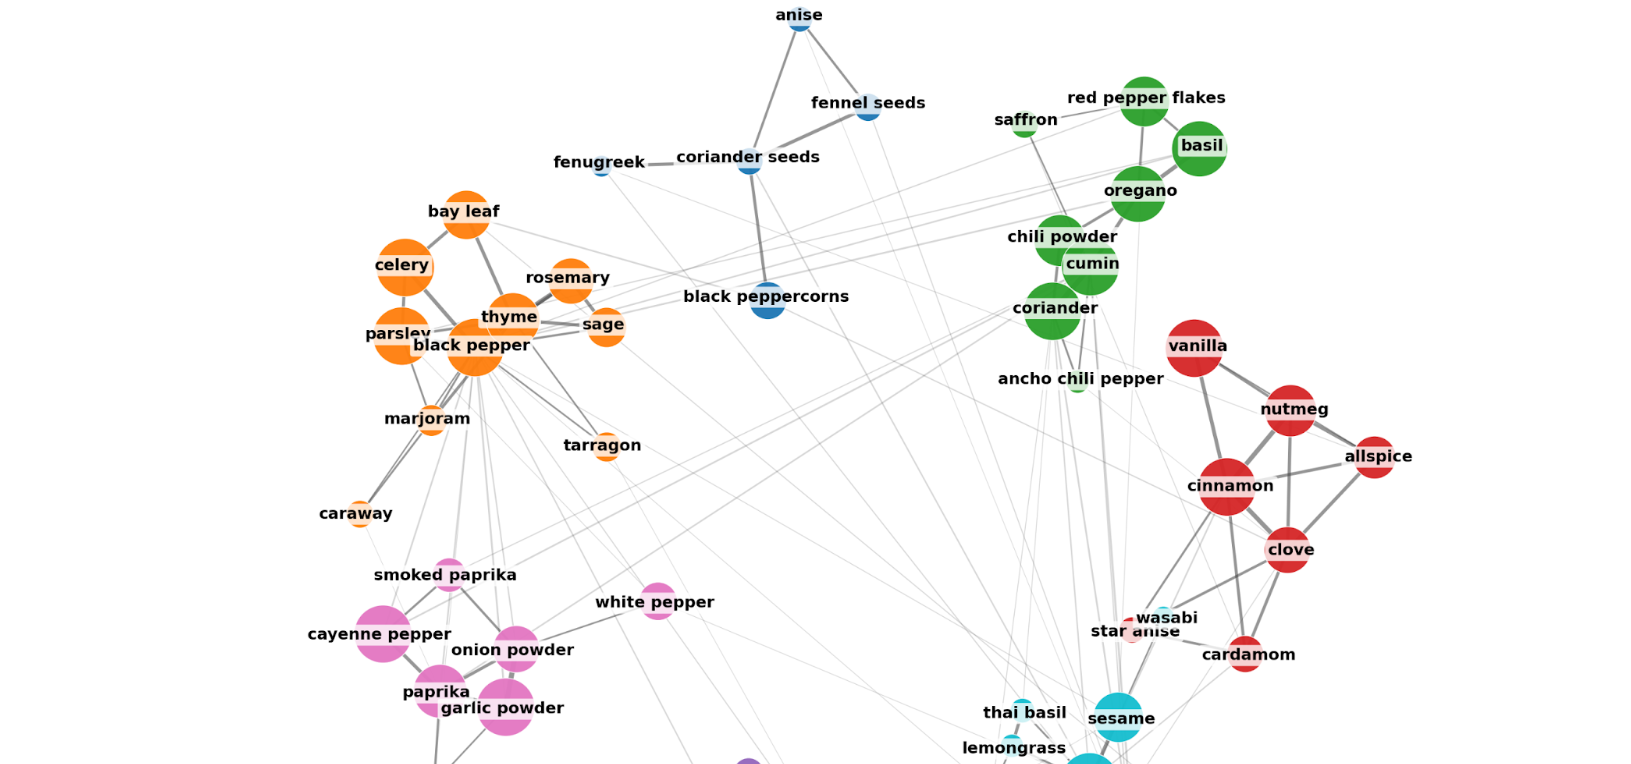 anise
red pepper flakes
fennel seeds
saffron
basil
coriander seeds
fenugreek
oregano
bay leaf
chili powder
cumin
celery
rosemary
black peppercorns
coriander
thyme
sage
parsley
black pepper
vanilla
ancho chili pepper
nutmeg
marjoram
tarragon
allspice
cinnamon
caraway
clove
smoked paprika
white pepper
wasabi
star anise
cayenne pepper
onion powder
cardamom
paprika
garlic powder
thai basil
sesame
lemongrass